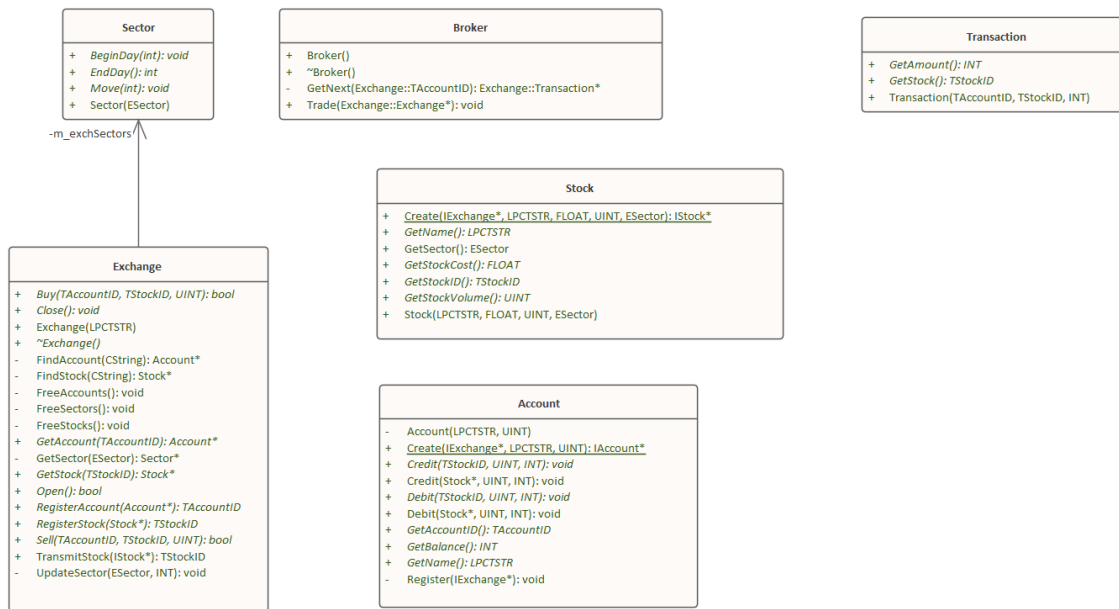 Sector
+ BeginDay(int): void
+ EndDay(): int
+ Move(int): void
+ Sector(ESector)
Broker
+ Broker()
+ ~Broker()
- GetNext(Exchange::TAccountID): Exchange::Transaction*
+ Trade(Exchange::Exchange*): void
Transaction
+ GetAmount(): INT
+ GetStock(): TStockID
+ Transaction(TAccountID, TStockID, INT)
-m_exchSectors
Stock
+ Create(IExchange*, LPCTSTR, FLOAT, UINT, ESector): IStock*
+ GetName(): LPCTSTR
+ GetSector(): ESector
+ GetStockCost(): FLOAT
+ GetStockID(): TStockID
+ GetStockVolume(): UINT
+ Stock(LPCTSTR, FLOAT, UINT, ESector)
Exchange
+ Buy(TAccountID, TStockID, UINT): bool
+ Close(): void
+ Exchange(LPCTSTR)
+ ~Exchange()
- FindAccount(CString): Account*
- FindStock(CString): Stock*
- FreeAccounts(): void
- FreeSectors(): void
- FreeStocks(): void
+ GetAccount(TAccountID): Account*
- GetSector(ESector): Sector*
+ GetStock(TStockID): Stock*
+ Open(): bool
+ RegisterAccount(Account*): TAccountID
+ RegisterStock(Stock*): TStockID
+ Sell(TAccountID, TStockID, UINT): bool
+ TransmitStock(IStock*): TStockID
- UpdateSector(ESector, INT): void
Account
- Account(LPCTSTR, UINT)
+ Create(IExchange*, LPCTSTR, UINT): IAccount*
+ Credit(TStockID, UINT, INT): void
+ Credit(Stock*, UINT, INT): void
+ Debit(TStockID, UINT, INT): void
+ Debit(Stock*, UINT, INT): void
+ GetAccountID(): TAccountID
+ GetBalance(): INT
+ GetName(): LPCTSTR
- Register(IExchange*): void